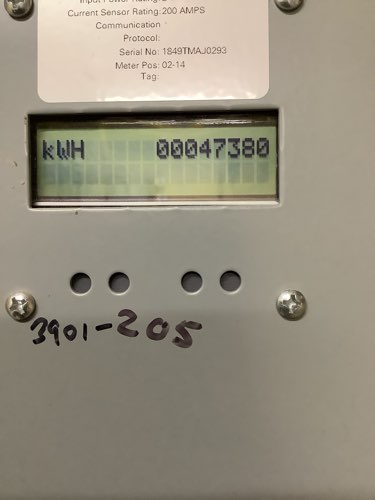 Current Sensor Rating: 200 AMPS
Communication
Protocol:
Serial No: 1849TMAJ0293
Meter Pos: 02-14
Tag:
kWH 00047380
3901-205